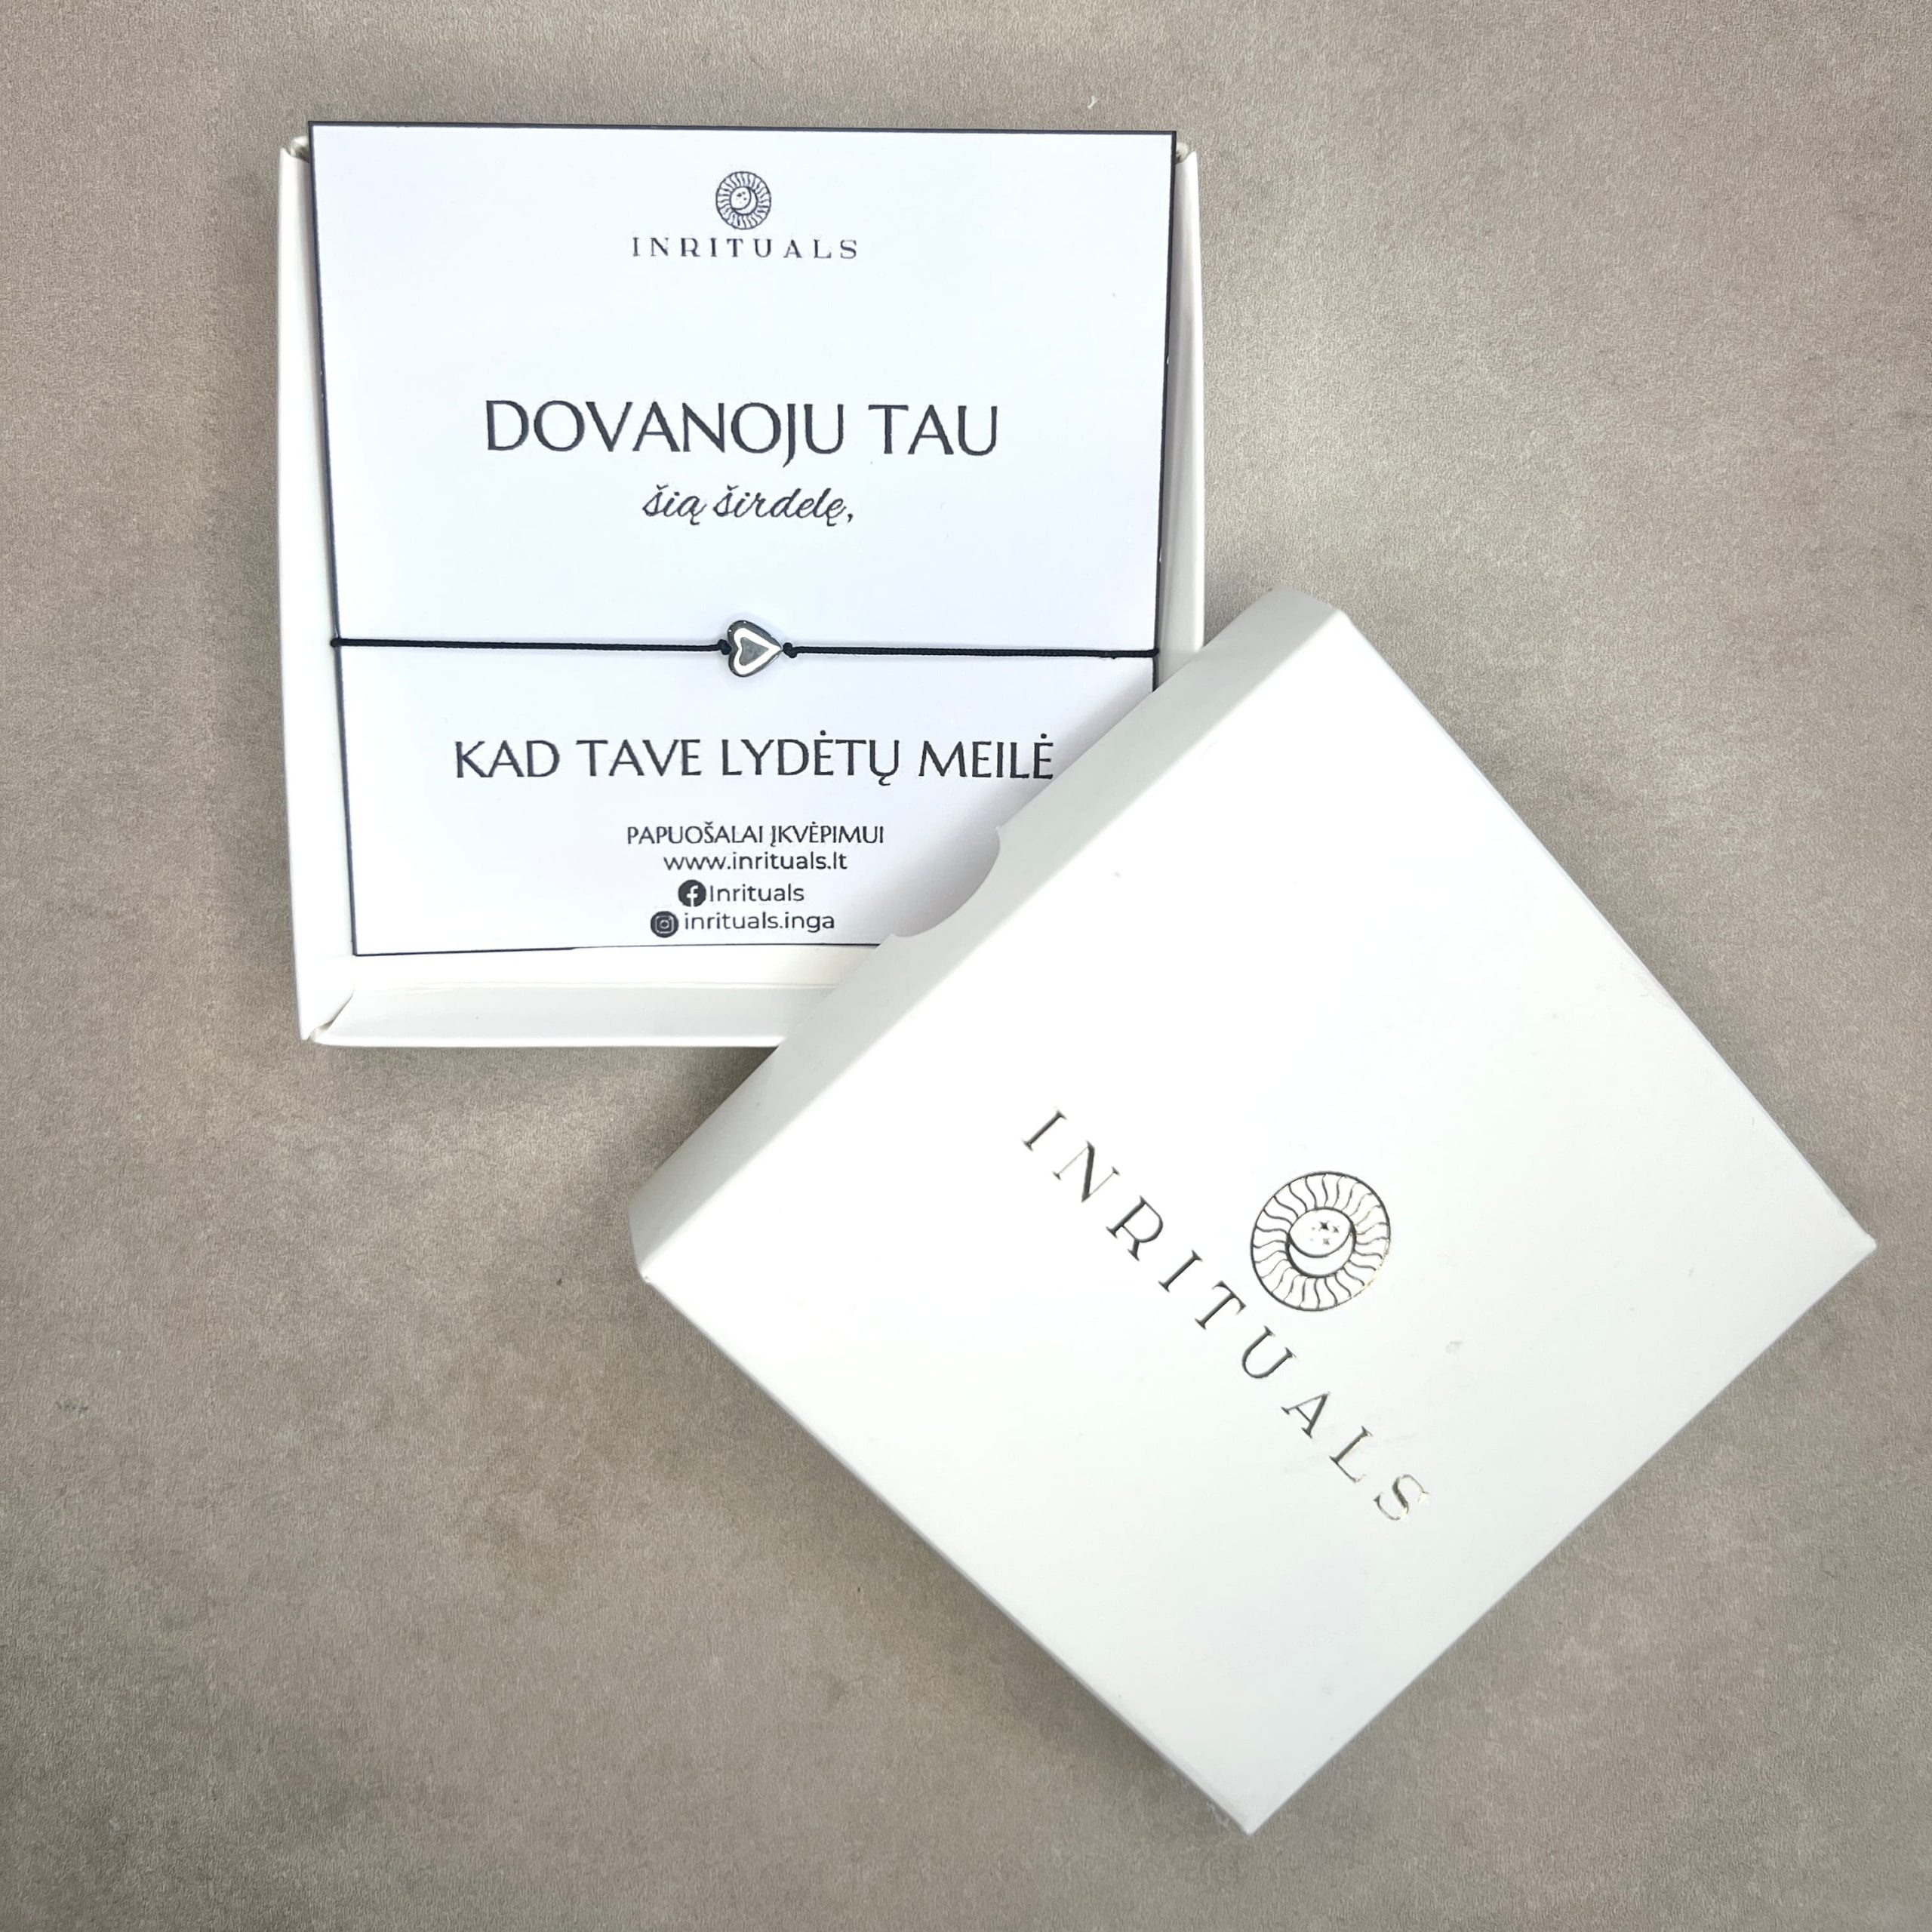 INRITUALS
DOVANOJU TAU
šią širdelę,
KAD TAVE LYDĖTŲ MEILĖ
PAPUOŠALAI ĮKVĖPIMUI
www.inrituals.lt
Inrituals
inrituals.inga
INRITUALS